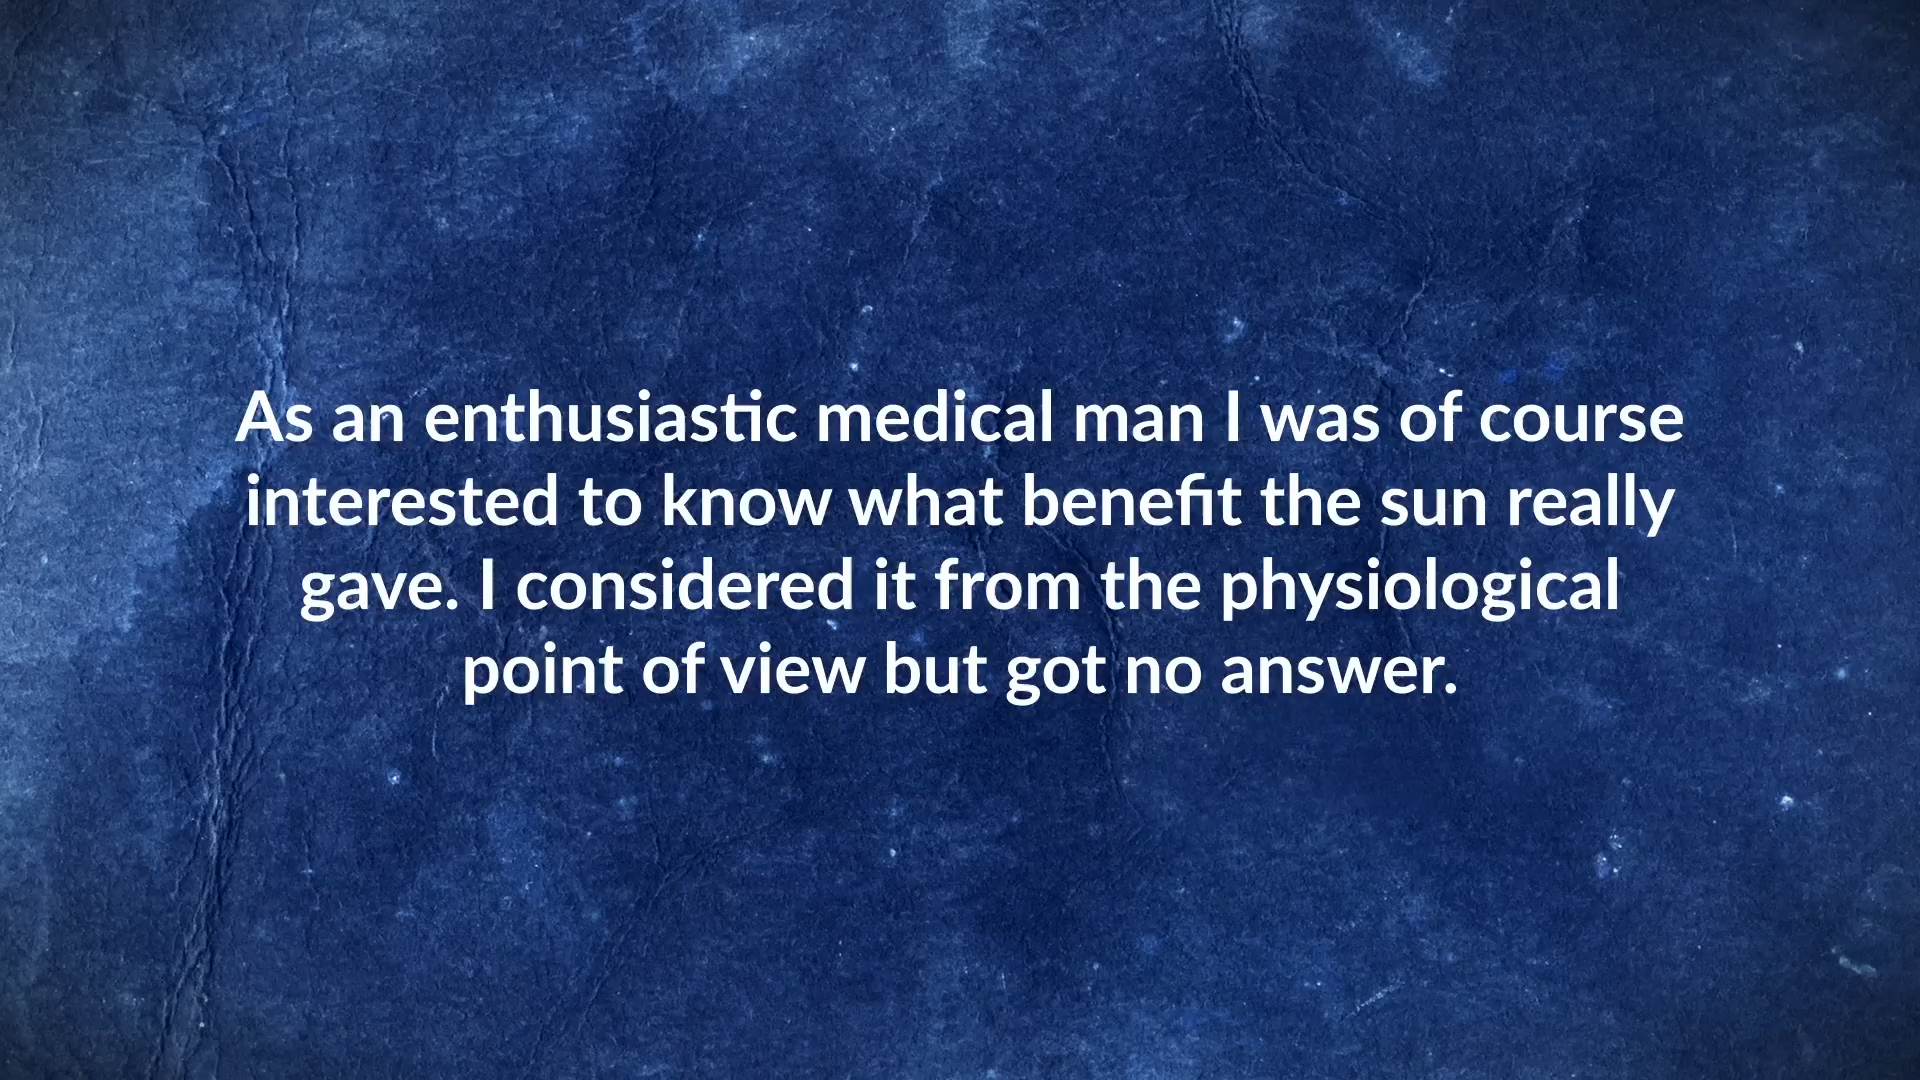 As an enthusiastic medical man I was of course
interested to know what benefit the sun really
gave. I considered it from the physiological
point of view but got no answer.